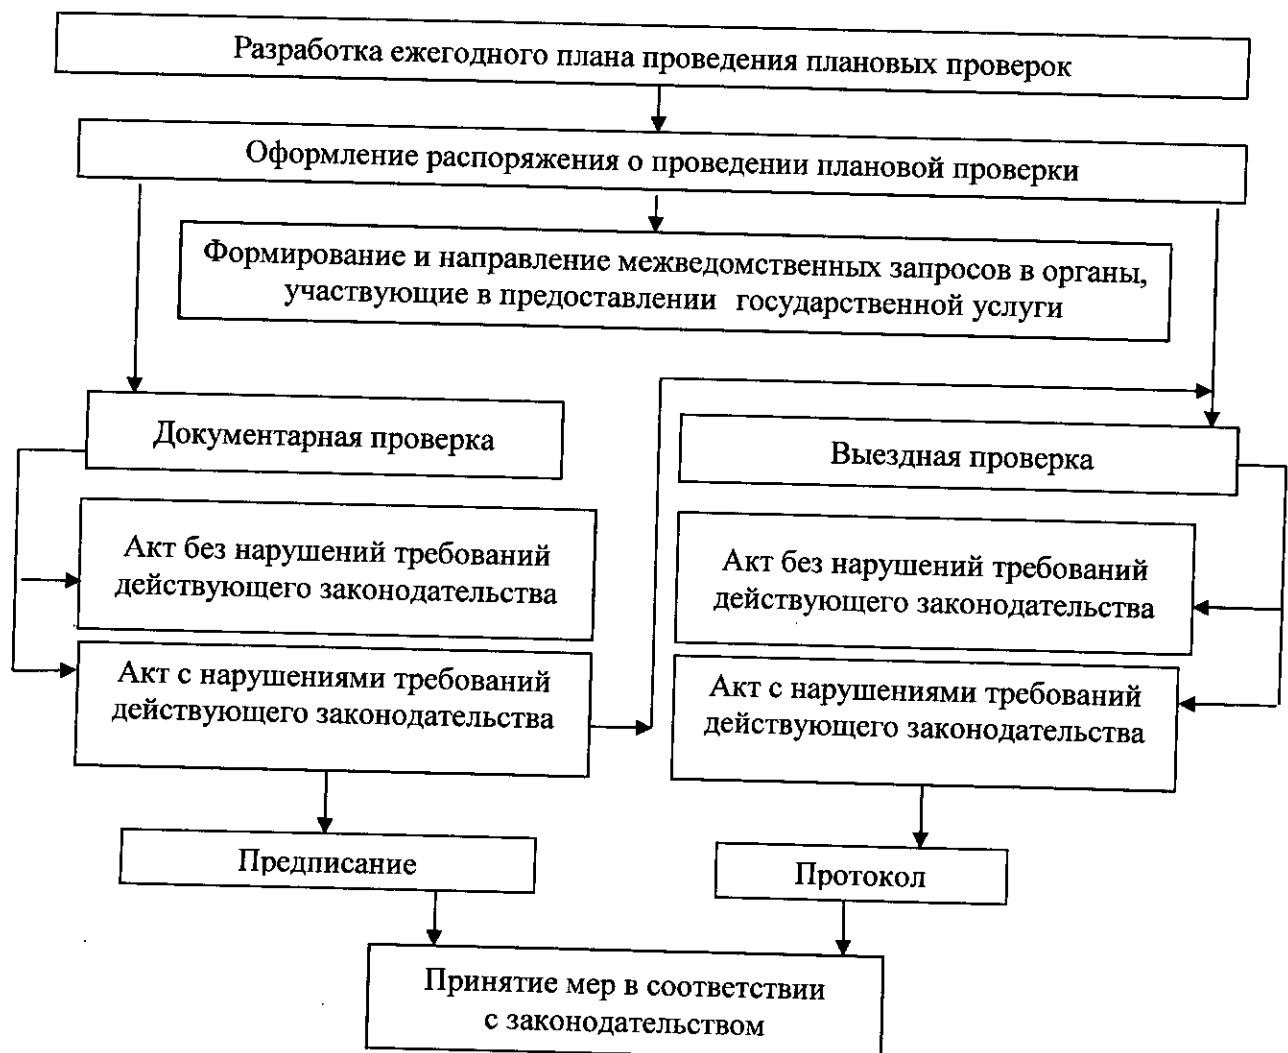 Разработка ежегодного плана проведения плановых проверок
Оформление распоряжения о проведении плановой проверки
Формирование и направление межведомственных запросов в органы,
участвующие в предоставлении государственной услуги
Документарная проверка
Выездная проверка
Акт без нарушений требований
действующего законодательства
Акт без нарушений требований
действующего законодательства
Акт с нарушениями требований
действующего законодательства
Акт с нарушениями требований
действующего законодательства
Предписание
Протокол
Принятие мер в соответствии
с законодательством